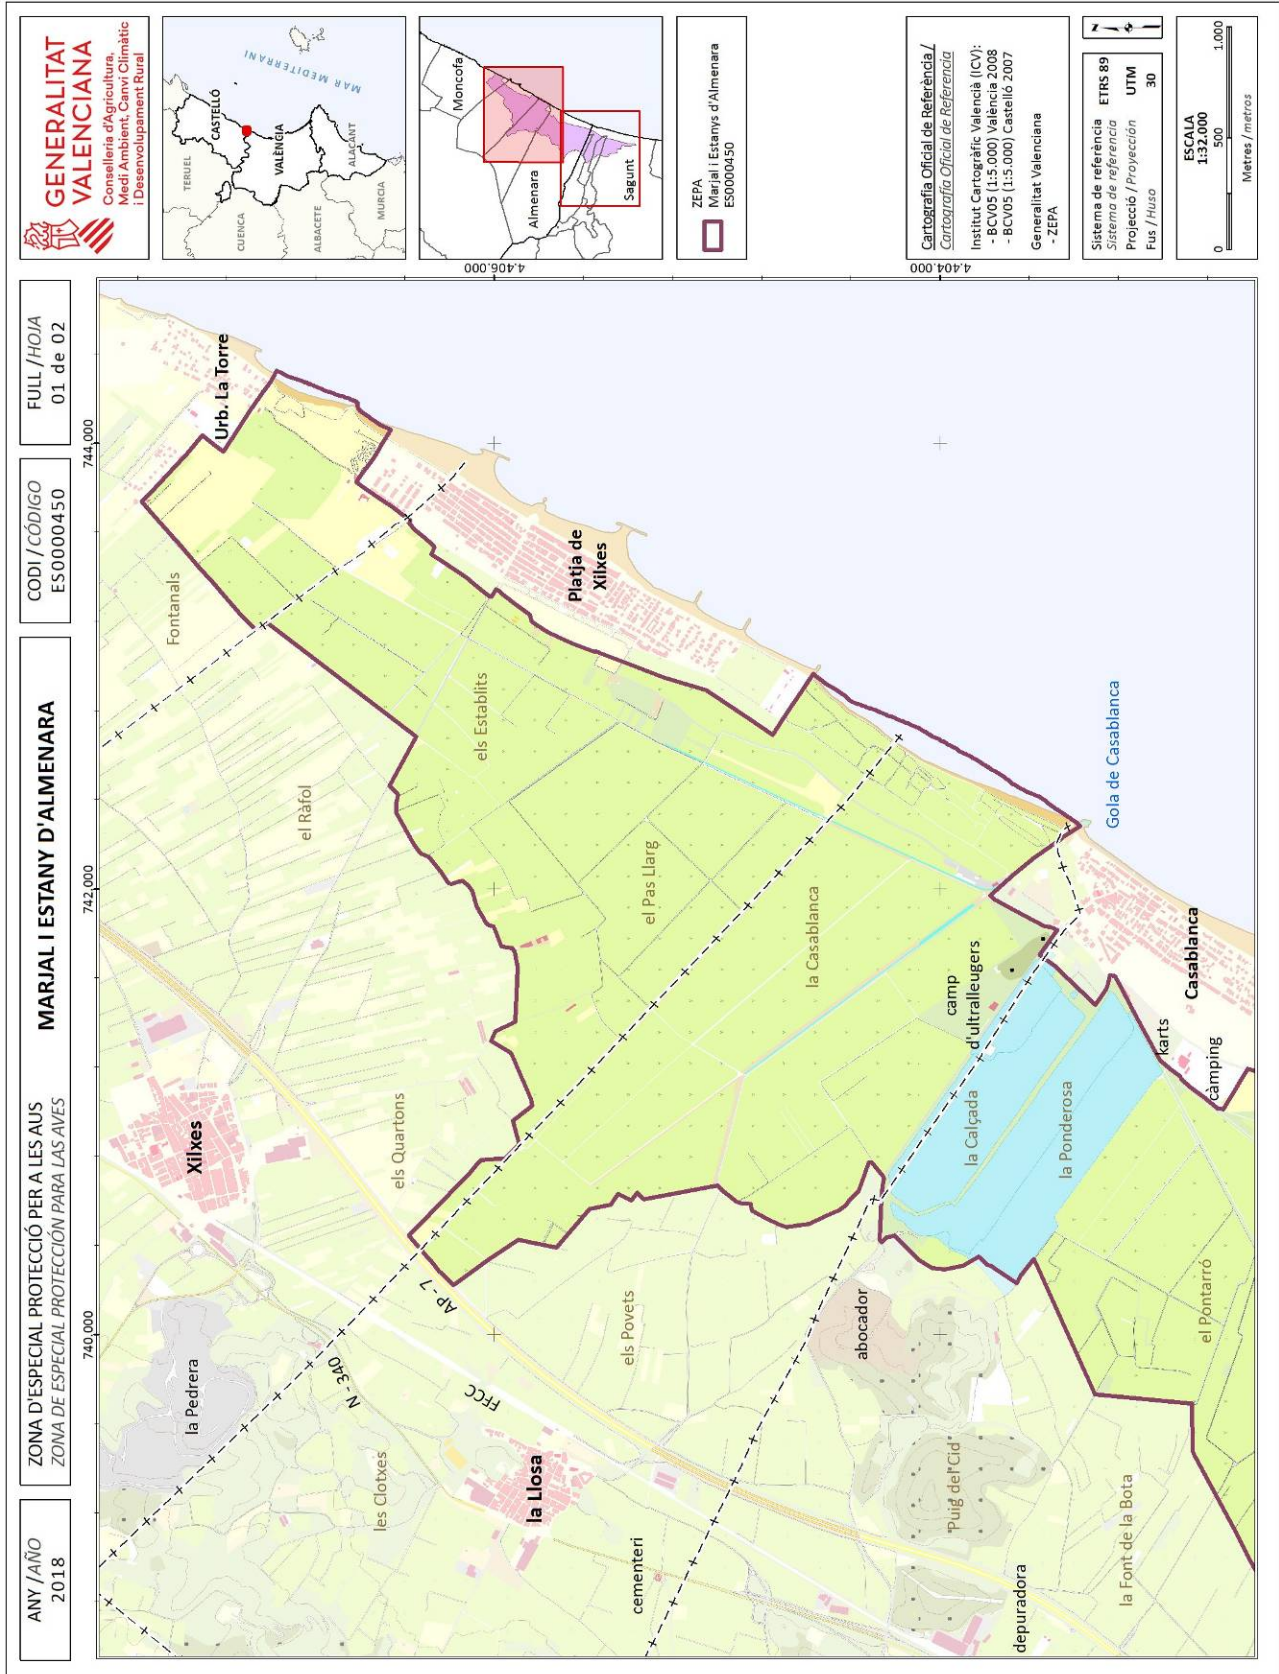 ANY / AÑO
2018
ZONA D'ESPECIAL PROTECCIÓ PER A LES AUS
ZONA DE ESPECIAL PROTECCIÓN PARA LAS AVES
MARJAL I ESTANY D'ALMENARA
CODI / CÓDIGO
ES0000450
FULL / HOJA
01 de 02
GENERALITAT
VALENCIANA
Conselleria d'Agricultura,
Medi Ambient, Canvi Climàtic
i Desenvolupament Rural
TERUEL
CASTELLÓ
CUENCA
VALÈNCIA
ALBACETE
ALACANT
MURCIA
MAR MEDITERRANI
Moncofa
Almenara
Sagunt
ZEPA
Marjal i Estanys d'Almenara
ES0000450
Cartografia Oficial de Referència /
Cartografía Oficial de Referencia
Institut Cartogràfic Valencià (ICV):
- BCV05 (1:5.000) València 2008
- BCV05 (1:5.000) Castelló 2007
Generalitat Valenciana
- ZEPA
Sistema de referència ETRS 89
Sistema de referencia
Projecció / Proyección UTM
Fus / Huso 30
N
ESCALA
1:32.000
0 500 1.000
Metres / metros
740.000
742.000
744.000
4.406.000
4.404.000
la Pedrera
Xilxes
Fontanals
Urb. La Torre
el Ràfol
N - 340
les Clotxes
els Quartons
AP - 7
FFCC
la Llosa
els Establits
Platja de
Xilxes
cementeri
els Povets
el Pas Llarg
la Casablanca
abocador
camp
d'ultralleugers
Puig del Cid
la Calçada
depuradora
la Ponderosa
Gola de Casablanca
la Font de la Bota
karts
Casablanca
càmping
el Pontarró